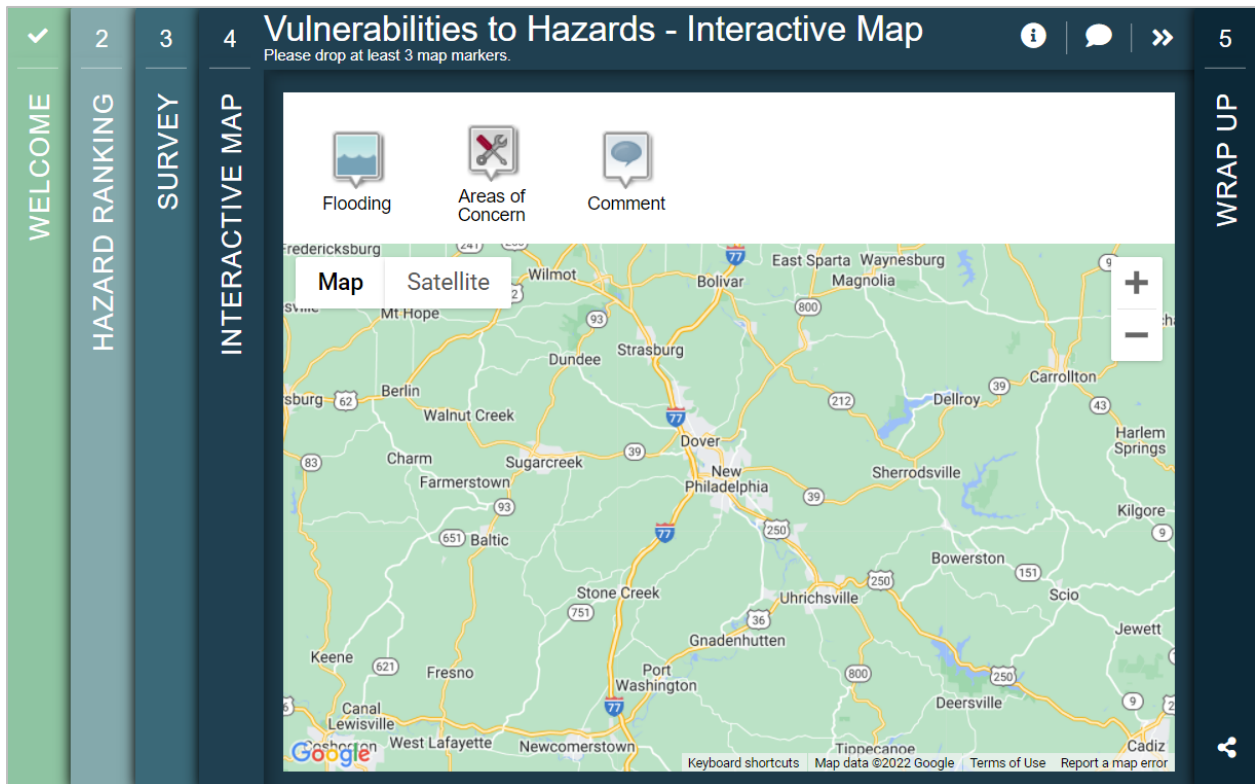 WELCOME
2
HAZARD RANKING
3
SURVEY
4
INTERACTIVE MAP
Vulnerabilities to Hazards - Interactive Map
Please drop at least 3 map markers.
5
WRAP UP
Flooding
Areas of
Concern
Comment
Map
Satellite
Fredericksburg
241
Wilmot
77
Bolivar
East Sparta
Waynesburg
Magnolia
9
Mt Hope
93
800
Dundee
Strasburg
Berlin
62
39
Carrollton
212
Dellroy
43
Walnut Creek
77
Dover
Harlem
Springs
83
Charm
Sugarcreek
39
New
Philadelphia
Sherrodsville
Farmerstown
93
39
Kilgore
9
651
Baltic
77
250
Bowerston
151
Scio
Stone Creek
751
Uhrichsville
250
36
Gnadenhutten
Jewett
Keene
621
Fresno
Port
Washington
800
250
Deersville
9
Canal
Lewisville
77
Coshocton
West Lafayette
Newcomerstown
Tippecanoe
Cadiz
Google
Keyboard shortcuts
Map data ©2022 Google
Terms of Use
Report a map error